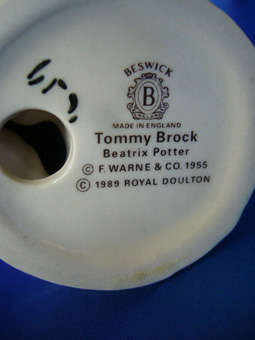 BESWICK
B
MADE IN ENGLAND
Tommy Brock
Beatrix Potter
© F. WARNE & CO. 1955
© 1989 ROYAL DOULTON